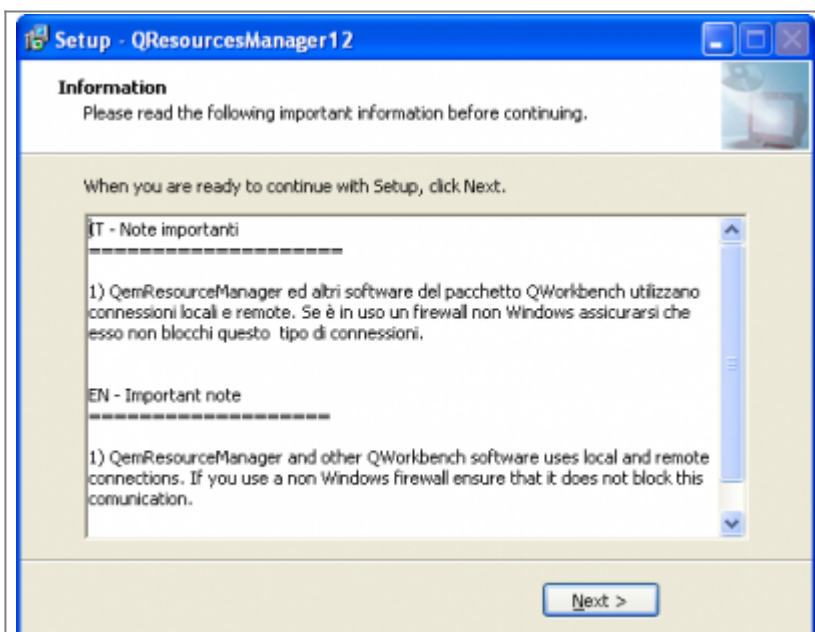 Setup - QResourcesManager12
Information
Please read the following important information before continuing.
When you are ready to continue with Setup, click Next.
IT - Note importanti
=====================
1) QemResourceManager ed altri software del pacchetto QWorkbench utilizzano
connessioni locali e remote. Se è in uso un firewall non Windows assicurarsi che
esso non blocchi questo tipo di connessioni.
EN - Important note
====================
1) QemResourceManager and other QWorkbench software uses local and remote
connections. If you use a non Windows firewall ensure that it does not block this
comunication.
Next >